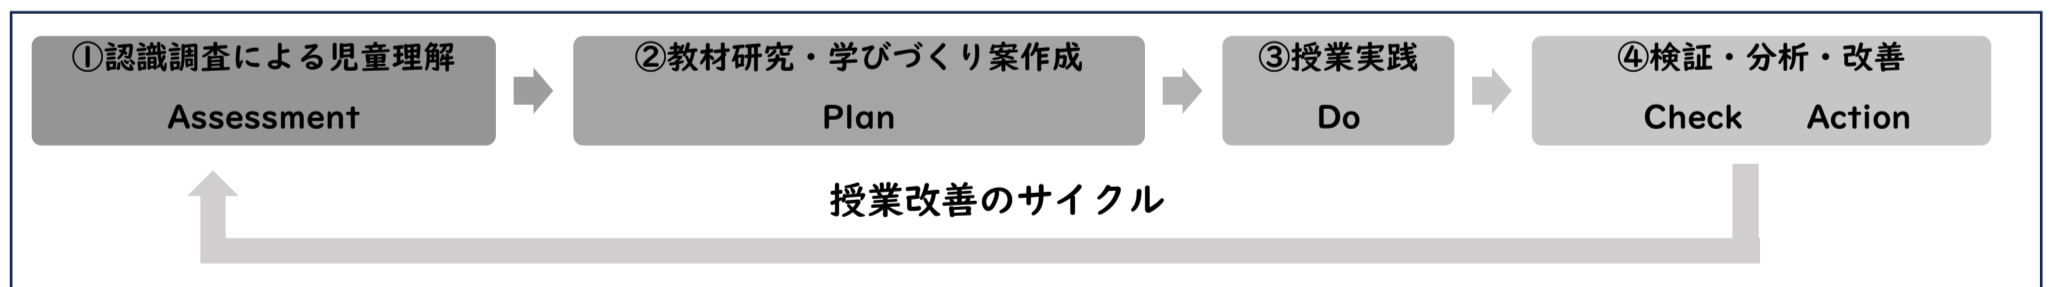 ①認識調査による児童理解
Assessment
②教材研究・学びづくり案作成
Plan
③授業実践
Do
④検証・分析・改善
Check Action
授業改善のサイクル